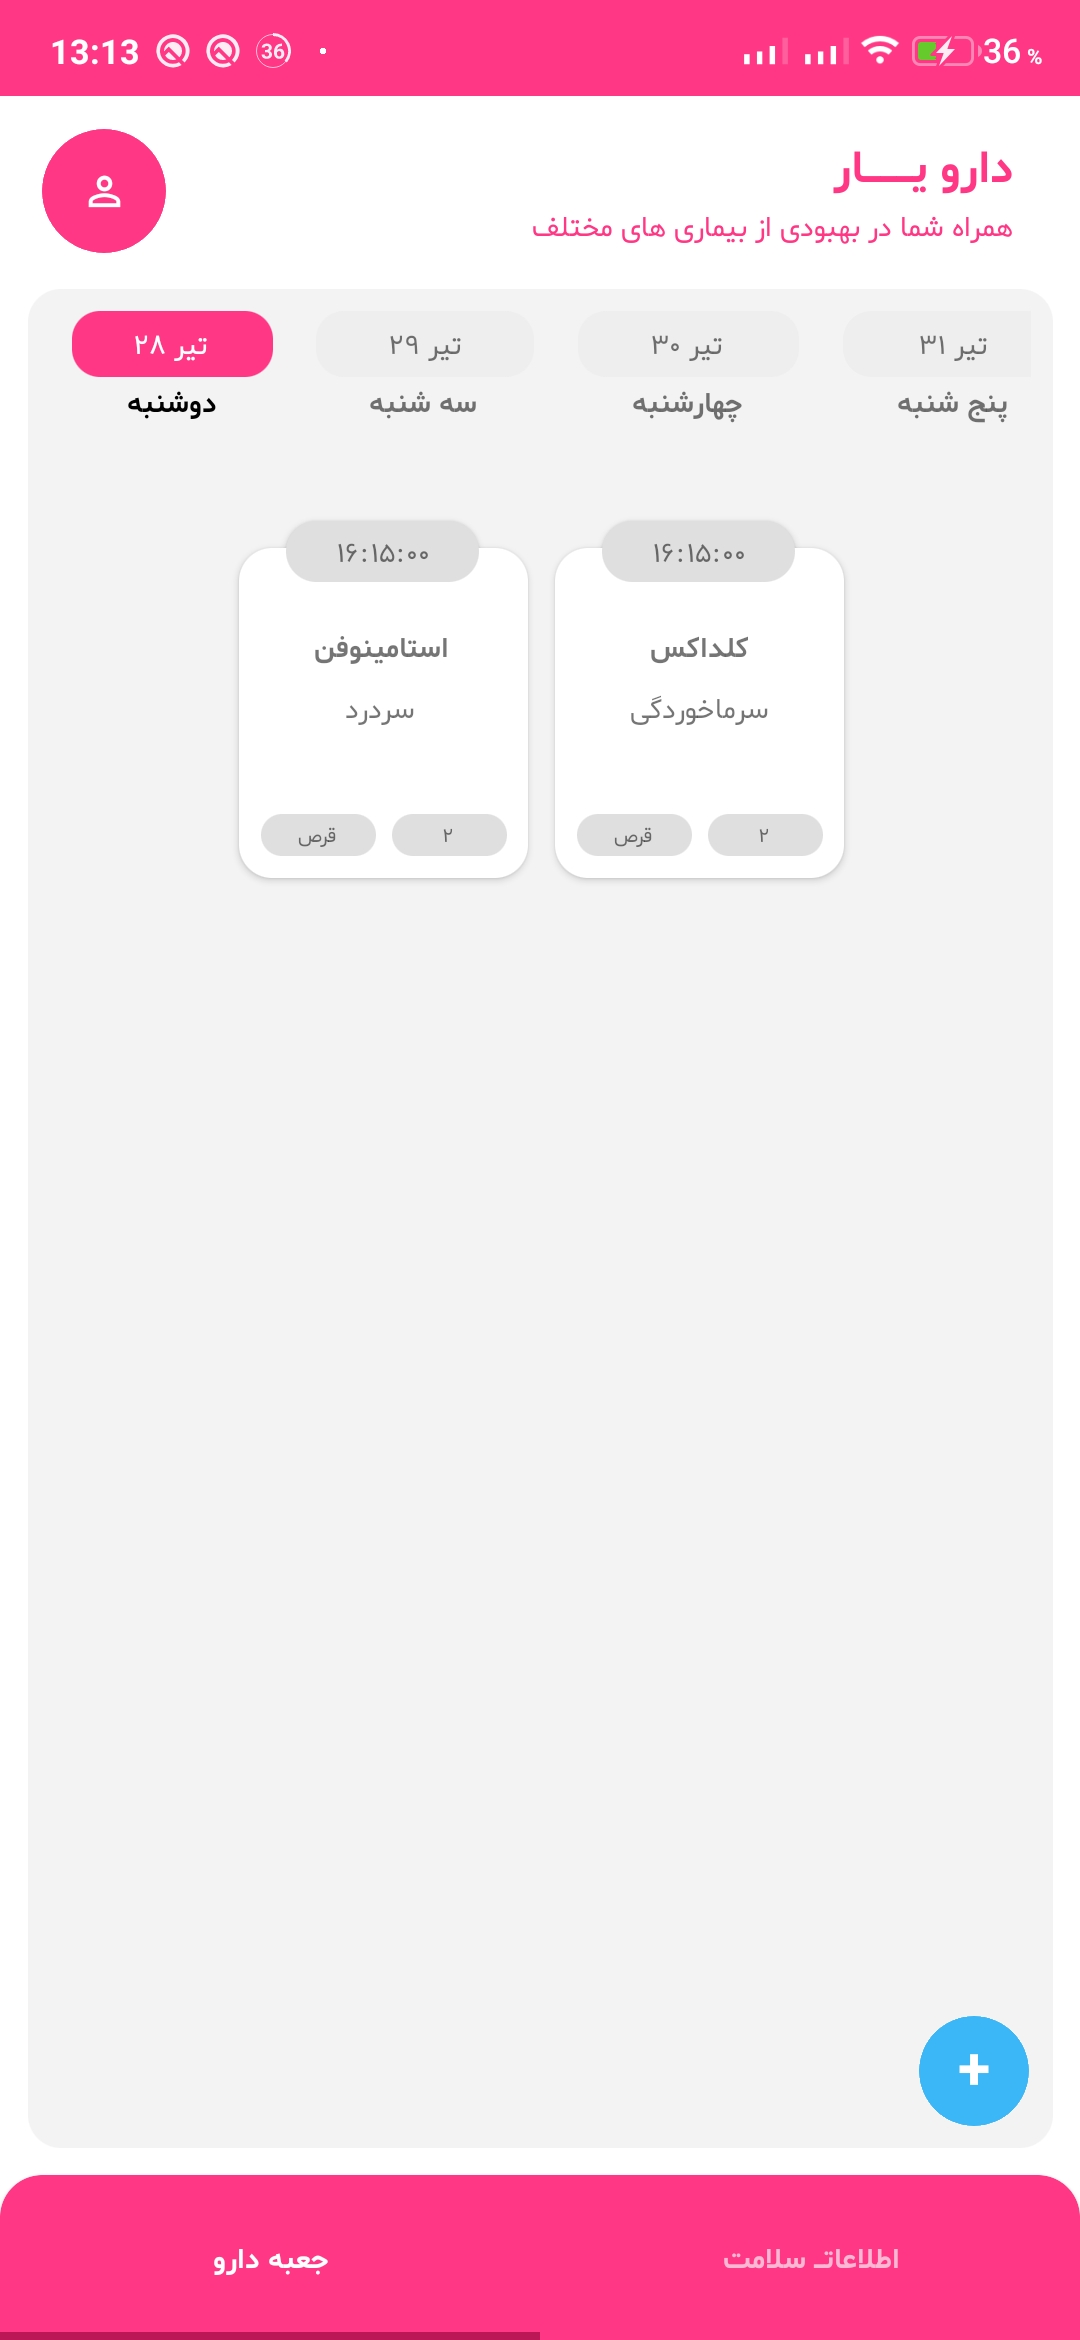 13:13 36 36 %
دارو یـــــار
همراه شما در بهبودی از بیماری های مختلف
۲۸ تیر
۲۹ تیر
۳۰ تیر
۳۱ تیر
دوشنبه
سه شنبه
چهارشنبه
پنج شنبه
۱۶:۱۵:۰۰
۱۶:۱۵:۰۰
کلداکس
استامینوفن
سرماخوردگی
سردرد
۲
قرص
۲
قرص
+
اطلاعاتـ سلامت
جعبه دارو